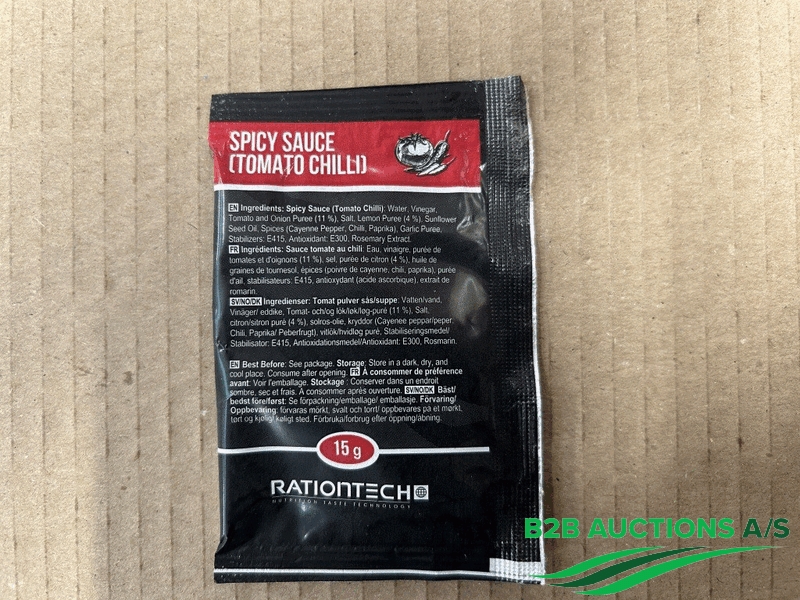 SPICY SAUCE
(TOMATO CHILLI)
EN Ingredients: Spicy Sauce (Tomato Chilli): Water, Vinegar,
Tomato and Onion Puree (11 %), Salt, Lemon Puree (4 %), Sunflower
Seed Oil, Spices (Cayenne Pepper, Chilli, Paprika), Garlic Puree,
Stabilizers: E415, Antioxidant: E300, Rosemary Extract.
FR Ingrédients: Sauce tomate au chili: Eau, vinaigre, purée de
tomates et d'oignons (11 %), sel, purée de citron (4 %), huile de
graines de tournesol, épices (poivre de cayenne, chili, paprika), purée
d'ail, stabilisateurs: E415, antioxydant (acide ascorbique), extrait de
romarin.
SV/NO/DK Ingredienser: Tomat pulver sås/suppe: Vatten/vand,
Vinäger/ eddike, Tomat- och/og lök/løk/løg-puré (11 %), Salt,
citron/sitron puré (4 %), solros-olie, kryddor (Cayenee peppar/peper,
Chili, Paprika/ Peberfrugt), vitlök/hvidløg puré, Stabiliseringsmedel/
Stabilisator: E415, Antioxidationsmedel/Antioxidant: E300, Rosmarin.
EN Best Before: See package. Storage: Store in a dark, dry, and
cool place. Consume after opening. FR À consommer de préférence
avant: Voir l'emballage. Stockage : Conserver dans un endroit
sombre, sec et frais. À consommer après ouverture. SV/NO/DK Bäst/
bedst före/først: Se förpackning/emballage/ emballasje. Förvaring/
Oppbevaring: förvaras mörkt, svalt och torrt/ oppbevares på et mørkt,
tørt og kjølig/ køligt sted. Förbruka/forbrug efter öppning/åbning.
15 g
RATIONTECH
NUTRITION TASTE TECHNOLOGY
B2B AUCTIONS A/S